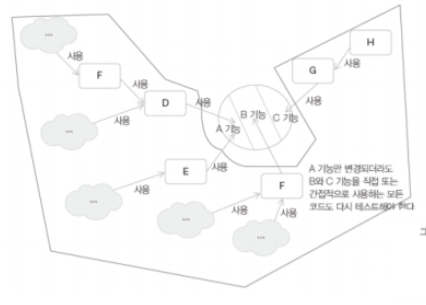 ...
H
사용
F
사용
G
사용
사용
D
사용
B 기능
C 기능
A 기능
...
사용
사용
A 기능만 변경되더라도
B와 C 기능을 직접 또는
간접적으로 사용하는 모든
코드도 다시 테스트해야 한다
E
F
사용
...
사용
...
사용
...
그